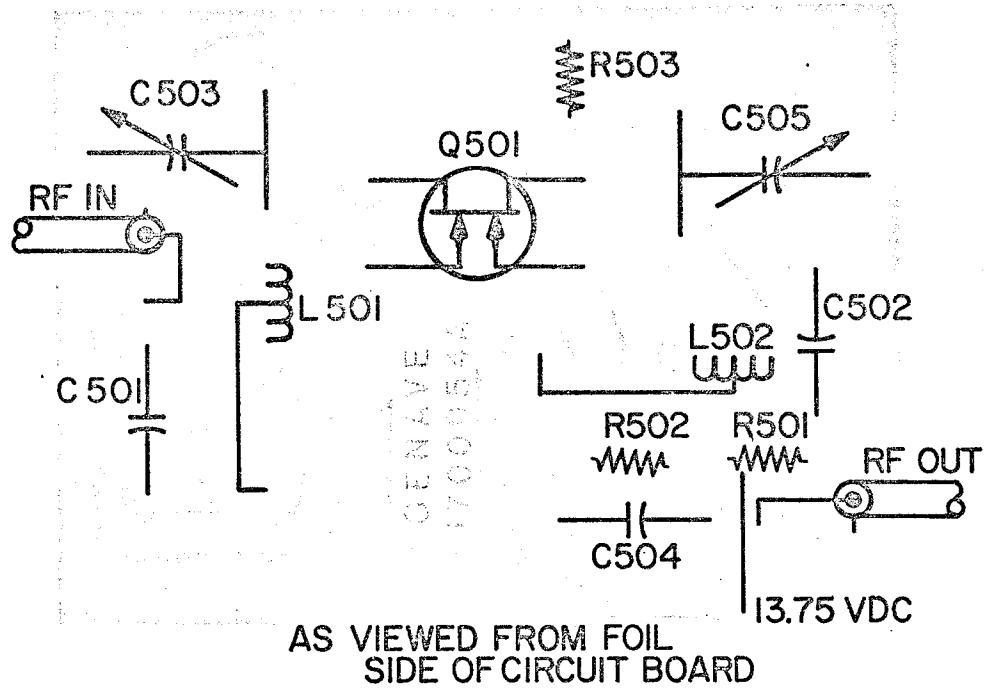 R503
C503
C505
Q501
RF IN
L501
C502
L502
C501
GENAVE
R502
R501
RF OUT
C504
13.75 VDC
AS VIEWED FROM FOIL
SIDE OF CIRCUIT BOARD